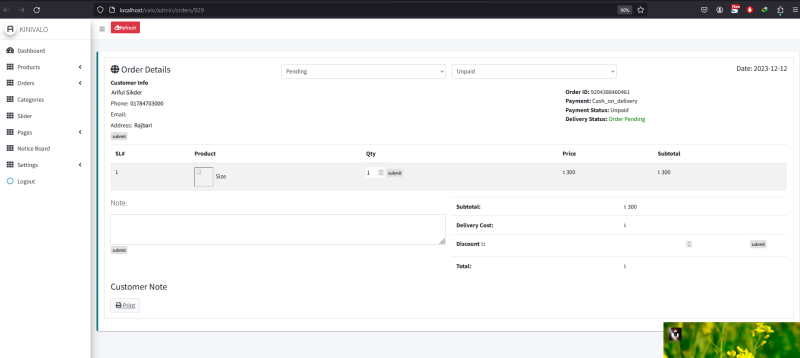 localhost/valo/admin/orders/929
90%
New
KINIVALO
Refresh
Dashboard
Products
Orders
Categories
Slider
Pages
Notice Board
Settings
Logout
Order Details
Pending
Unpaid
Date: 2023-12-12
Customer Info
Ariful Sikder
Phone: 01784703000
Email:
Address: Rajbari
submit
Order ID: 9294388460461
Payment: Cash_on_delivery
Payment Status: Unpaid
Delivery Status: Order Pending
SL# Product Qty Price Subtotal
1 Size 1 submit ৳ 300 ৳ 300
Note:
submit
Subtotal: ৳ 300
Delivery Cost: ৳
Discount ৳: submit
Total: ৳
Customer Note
Print